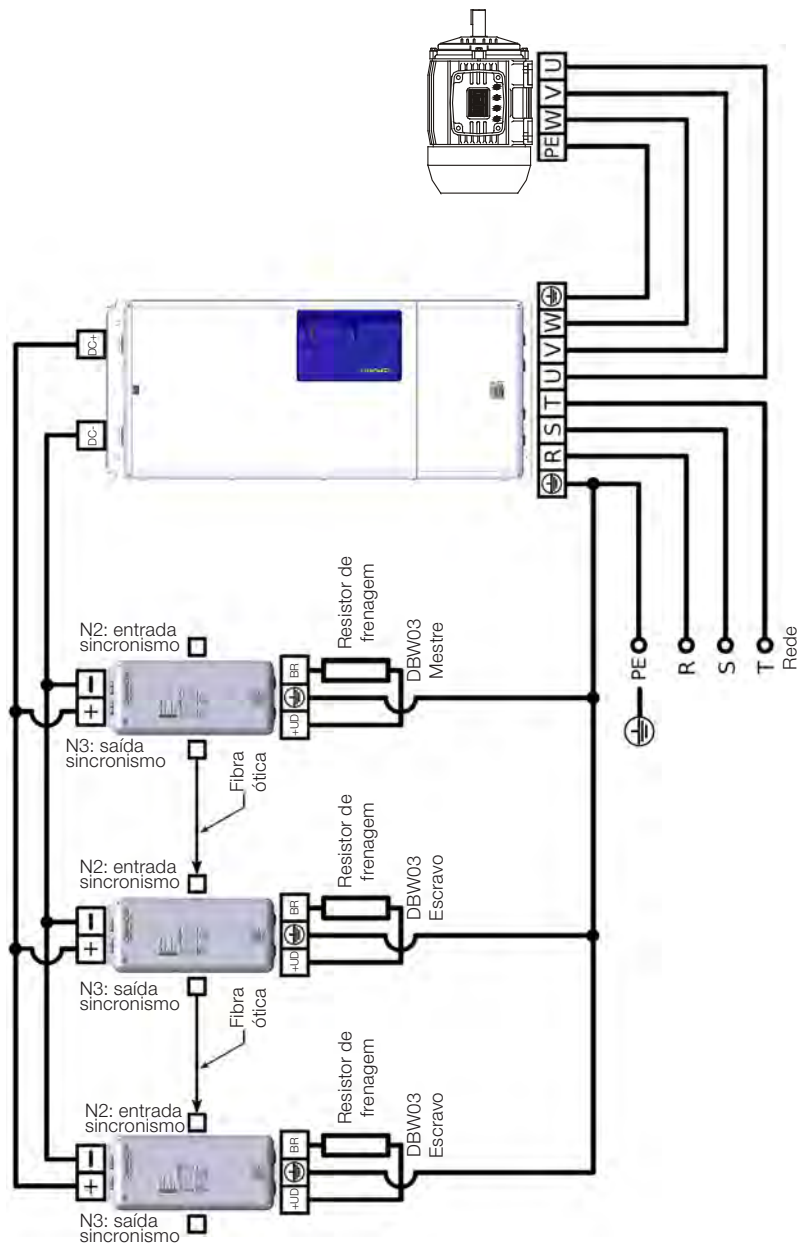 U
V
W
PE
DC+
DC-
R
S
T
U
V
W
N2: entrada
sincronismo
N3: saída
sincronismo
+
−
BR
+UD
Resistor de
frenagem
DBW03
Mestre
Fibra
ótica
N2: entrada
sincronismo
N3: saída
sincronismo
+
−
BR
+UD
Resistor de
frenagem
DBW03
Escravo
Fibra
ótica
N2: entrada
sincronismo
N3: saída
sincronismo
+
−
BR
+UD
Resistor de
frenagem
DBW03
Escravo
PE
R
S
T
Rede